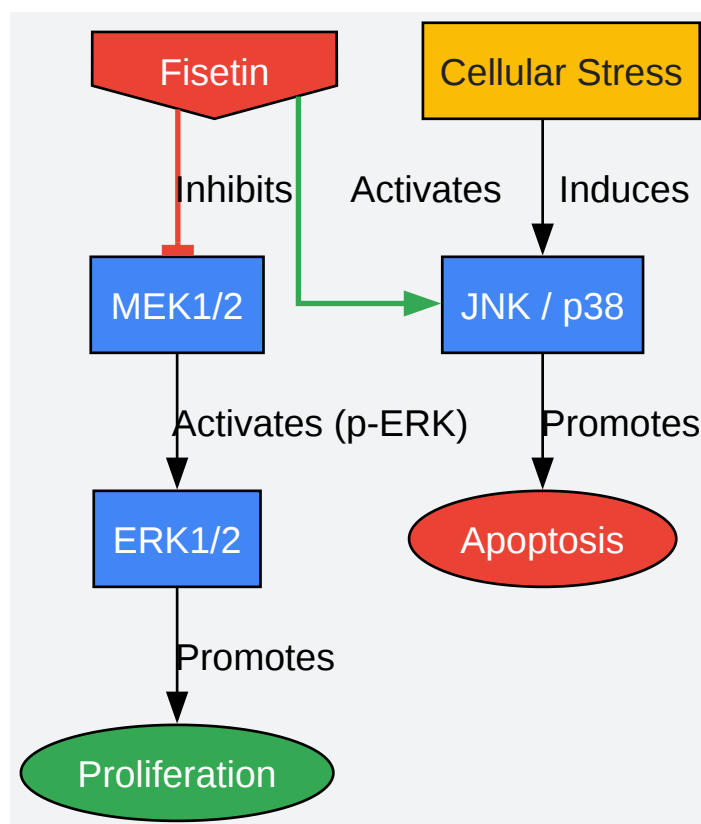 Fisetin
Cellular Stress
Inhibits
Activates
Induces
MEK1/2
JNK / p38
Activates (p-ERK)
Promotes
ERK1/2
Apoptosis
Promotes
Proliferation